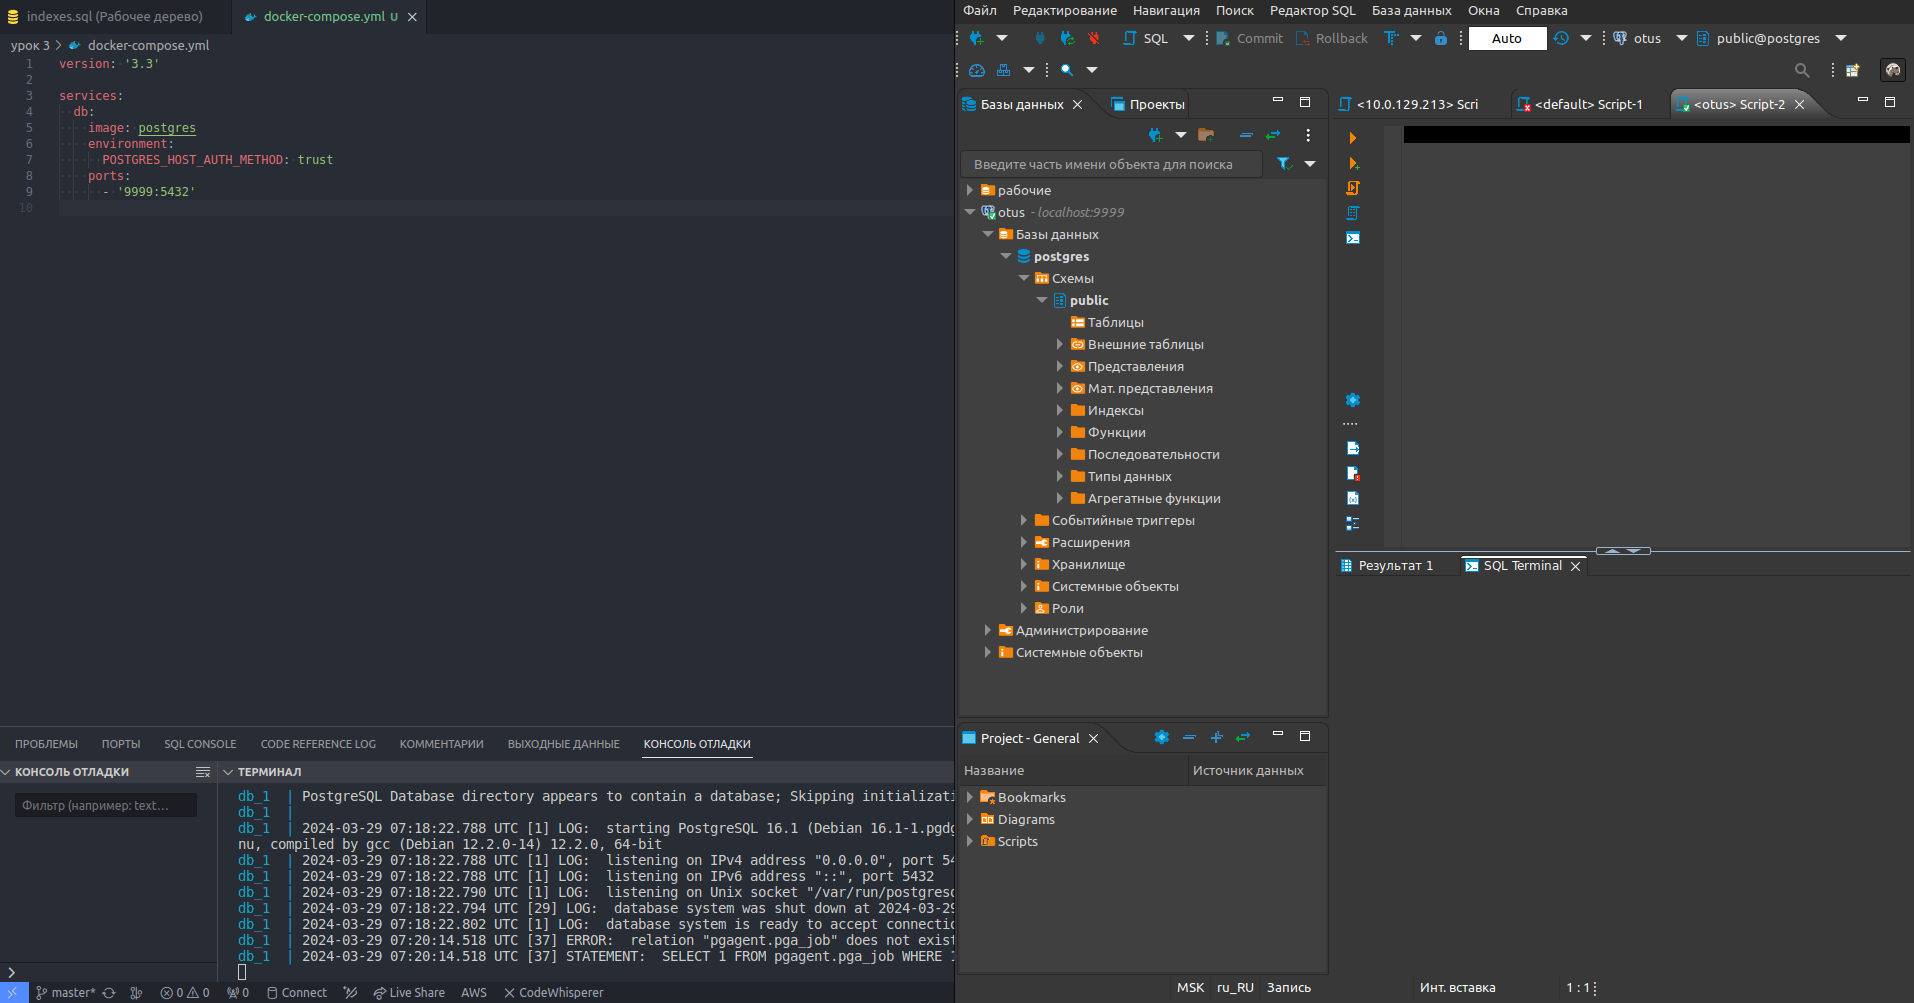 indexes.sql (Рабочее дерево)
docker-compose.yml U
урок 3 > docker-compose.yml
1 version: '3.3'
2
3 services:
4 db:
5 image: postgres
6 environment:
7 POSTGRES_HOST_AUTH_METHOD: trust
8 ports:
9 - '9999:5432'
10
ПРОБЛЕМЫ ПОРТЫ SQL CONSOLE CODE REFERENCE LOG КОММЕНТАРИИ ВЫХОДНЫЕ ДАННЫЕ КОНСОЛЬ ОТЛАДКИ
КОНСОЛЬ ОТЛАДКИ
Фильтр (например: text...
ТЕРМИНАЛ
db_1 | PostgreSQL Database directory appears to contain a database; Skipping initializati
db_1 |
db_1 | 2024-03-29 07:18:22.788 UTC [1] LOG: starting PostgreSQL 16.1 (Debian 16.1-1.pgdg
nu, compiled by gcc (Debian 12.2.0-14) 12.2.0, 64-bit
db_1 | 2024-03-29 07:18:22.788 UTC [1] LOG: listening on IPv4 address "0.0.0.0", port 54
db_1 | 2024-03-29 07:18:22.788 UTC [1] LOG: listening on IPv6 address "::", port 5432
db_1 | 2024-03-29 07:18:22.790 UTC [1] LOG: listening on Unix socket "/var/run/postgresq
db_1 | 2024-03-29 07:18:22.794 UTC [29] LOG: database system was shut down at 2024-03-29
db_1 | 2024-03-29 07:18:22.802 UTC [1] LOG: database system is ready to accept connectio
db_1 | 2024-03-29 07:20:14.518 UTC [37] ERROR: relation "pgagent.pga_job" does not exist
db_1 | 2024-03-29 07:20:14.518 UTC [37] STATEMENT: SELECT 1 FROM pgagent.pga_job WHERE 1
master* 0 0 0 Connect Live Share AWS CodeWhisperer
Файл Редактирование Навигация Поиск Редактор SQL База данных Окна Справка
SQL Commit Rollback Auto otus public@postgres
Базы данных
Проекты
Введите часть имени объекта для поиска
рабочие
otus - localhost:9999
Базы данных
postgres
Схемы
public
Таблицы
Внешние таблицы
Представления
Мат. представления
Индексы
Функции
Последовательности
Типы данных
Агрегатные функции
Событийные триггеры
Расширения
Хранилище
Системные объекты
Роли
Администрирование
Системные объекты
Project - General
Название Источник данных
Bookmarks
Diagrams
Scripts
<10.0.129.213> Scri
<default> Script-1
<otus> Script-2
Результат 1
SQL Terminal
MSK ru_RU Запись Инт. вставка 1 : 1